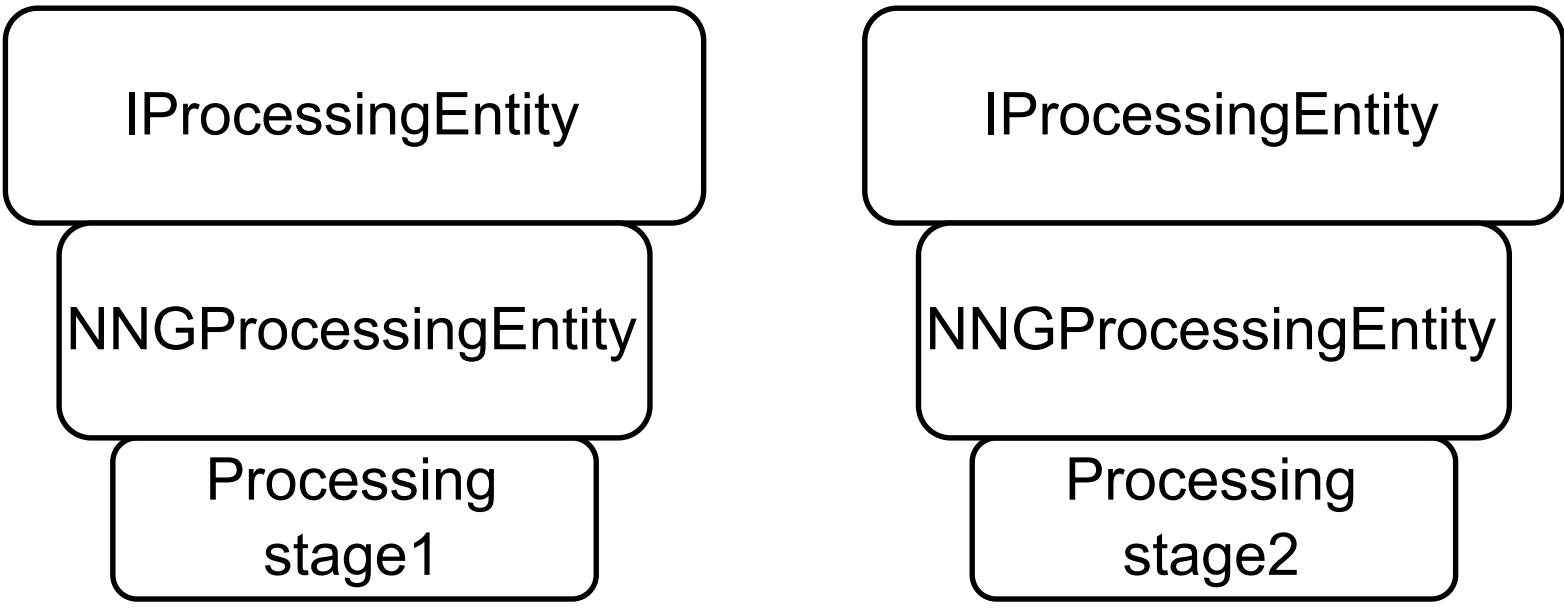 IProcessingEntity
NNGProcessingEntity
Processing
stage1
IProcessingEntity
NNGProcessingEntity
Processing
stage2